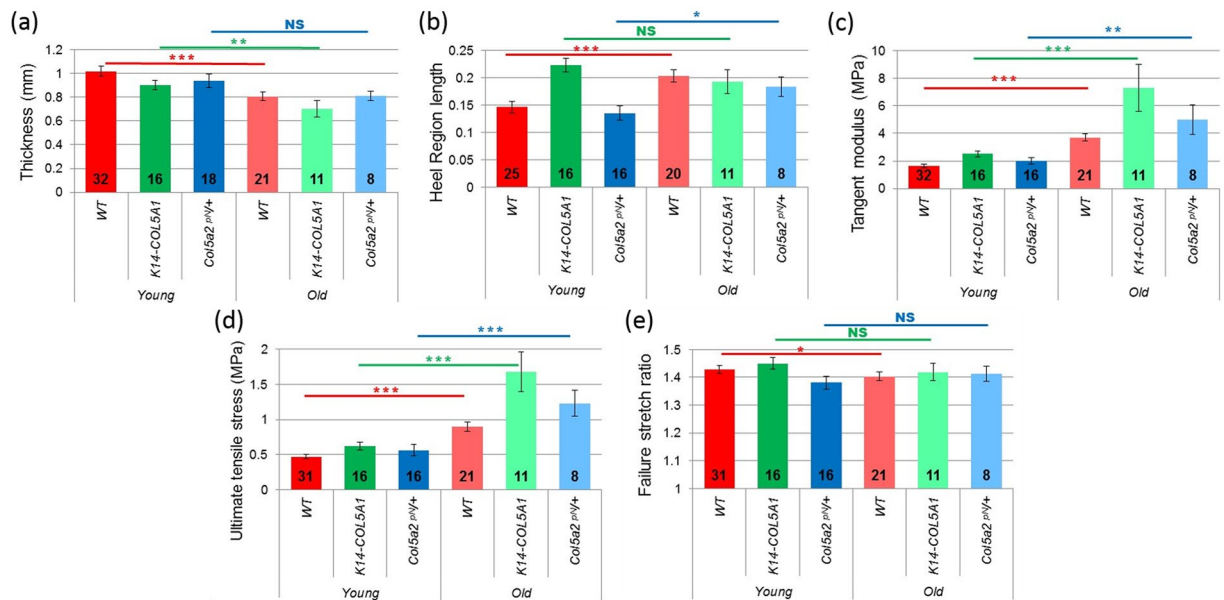 (a)
NS
**
***
Thickness (mm)
1.2
1
0.8
0.6
0.4
0.2
0
32 16 18 21 11 8
WT K14-COL5A1 Col5a2 pN/+ WT K14-COL5A1 Col5a2 pN/+
Young Old
(b)
*
NS
***
Heel Region length
0.25
0.2
0.15
0.1
0.05
0
25 16 16 20 11 8
WT K14-COL5A1 Col5a2 pN/+ WT K14-COL5A1 Col5a2 pN/+
Young Old
(c)
**
***
***
Tangent modulus (MPa)
10
8
6
4
2
0
32 16 16 21 11 8
WT K14-COL5A1 Col5a2 pN/+ WT K14-COL5A1 Col5a2 pN/+
Young Old
(d)
***
***
***
Ultimate tensile stress (MPa)
2
1.5
1
0.5
0
31 16 16 21 11 8
WT K14-COL5A1 Col5a2 pN/+ WT K14-COL5A1 Col5a2 pN/+
Young Old
(e)
NS
NS
*
Failure stretch ratio
1.5
1.4
1.3
1.2
1.1
1
31 16 16 21 11 8
WT K14-COL5A1 Col5a2 pN/+ WT K14-COL5A1 Col5a2 pN/+
Young Old